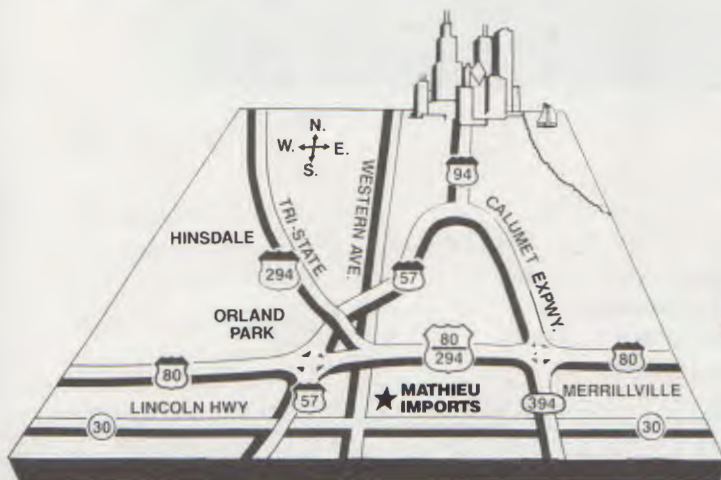 N.
W. E.
S.
94
WESTERN AVE.
TRI-STATE
CALUMET EXPWY.
HINSDALE
294
57
ORLAND
PARK
80
294
80
80
MATHIEU
IMPORTS
MERRILLVILLE
LINCOLN HWY
57
394
30
30